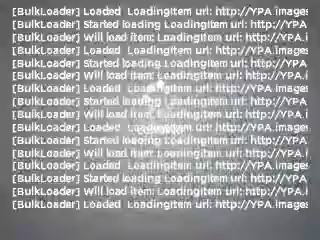 [BulkLoader] Loaded LoadingItem url: http://YPA.images
[BulkLoader] Started loading LoadingItem url: http://YPA
[BulkLoader] Will load item: LoadingItem url: http://YPA.i
[BulkLoader] Loaded LoadingItem url: http://YPA.images
[BulkLoader] Started loading LoadingItem url: http://YPA
[BulkLoader] Will load item: LoadingItem url: http://YPA.i
[BulkLoader] Loaded LoadingItem url: http://YPA.images
[BulkLoader] Started loading LoadingItem url: http://YPA
[BulkLoader] Will load item: LoadingItem url: http://YPA.i
[BulkLoader] Loaded LoadingItem url: http://YPA.images
[BulkLoader] Started loading LoadingItem url: http://YPA
[BulkLoader] Will load item: LoadingItem url: http://YPA.i
[BulkLoader] Loaded LoadingItem url: http://YPA.images
[BulkLoader] Started loading LoadingItem url: http://YPA
[BulkLoader] Will load item: LoadingItem url: http://YPA.i
[BulkLoader] Loaded LoadingItem url: http://YPA.images